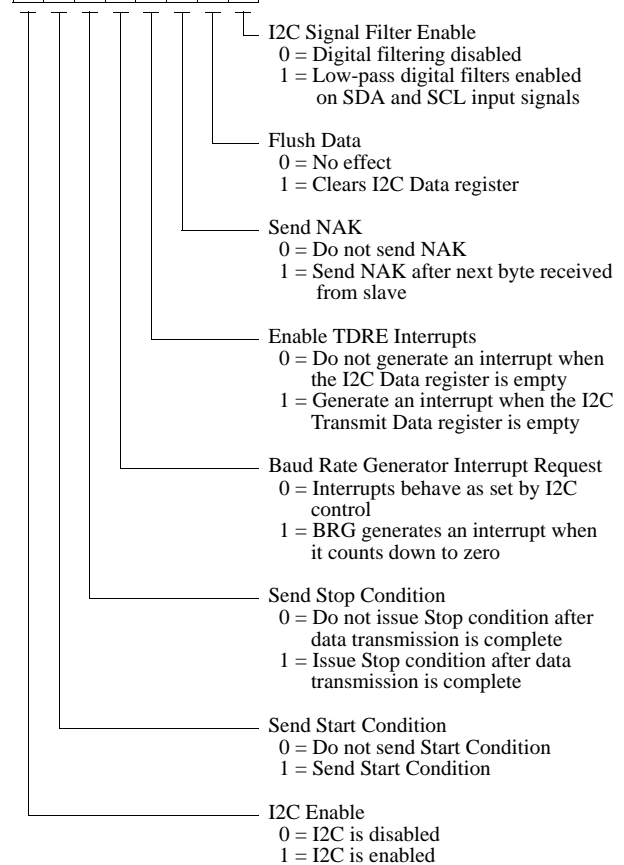 I2C Signal Filter Enable
0 = Digital filtering disabled
1 = Low-pass digital filters enabled
on SDA and SCL input signals
Flush Data
0 = No effect
1 = Clears I2C Data register
Send NAK
0 = Do not send NAK
1 = Send NAK after next byte received
from slave
Enable TDRE Interrupts
0 = Do not generate an interrupt when
the I2C Data register is empty
1 = Generate an interrupt when the I2C
Transmit Data register is empty
Baud Rate Generator Interrupt Request
0 = Interrupts behave as set by I2C
control
1 = BRG generates an interrupt when
it counts down to zero
Send Stop Condition
0 = Do not issue Stop condition after
data transmission is complete
1 = Issue Stop condition after data
transmission is complete
Send Start Condition
0 = Do not send Start Condition
1 = Send Start Condition
I2C Enable
0 = I2C is disabled
1 = I2C is enabled